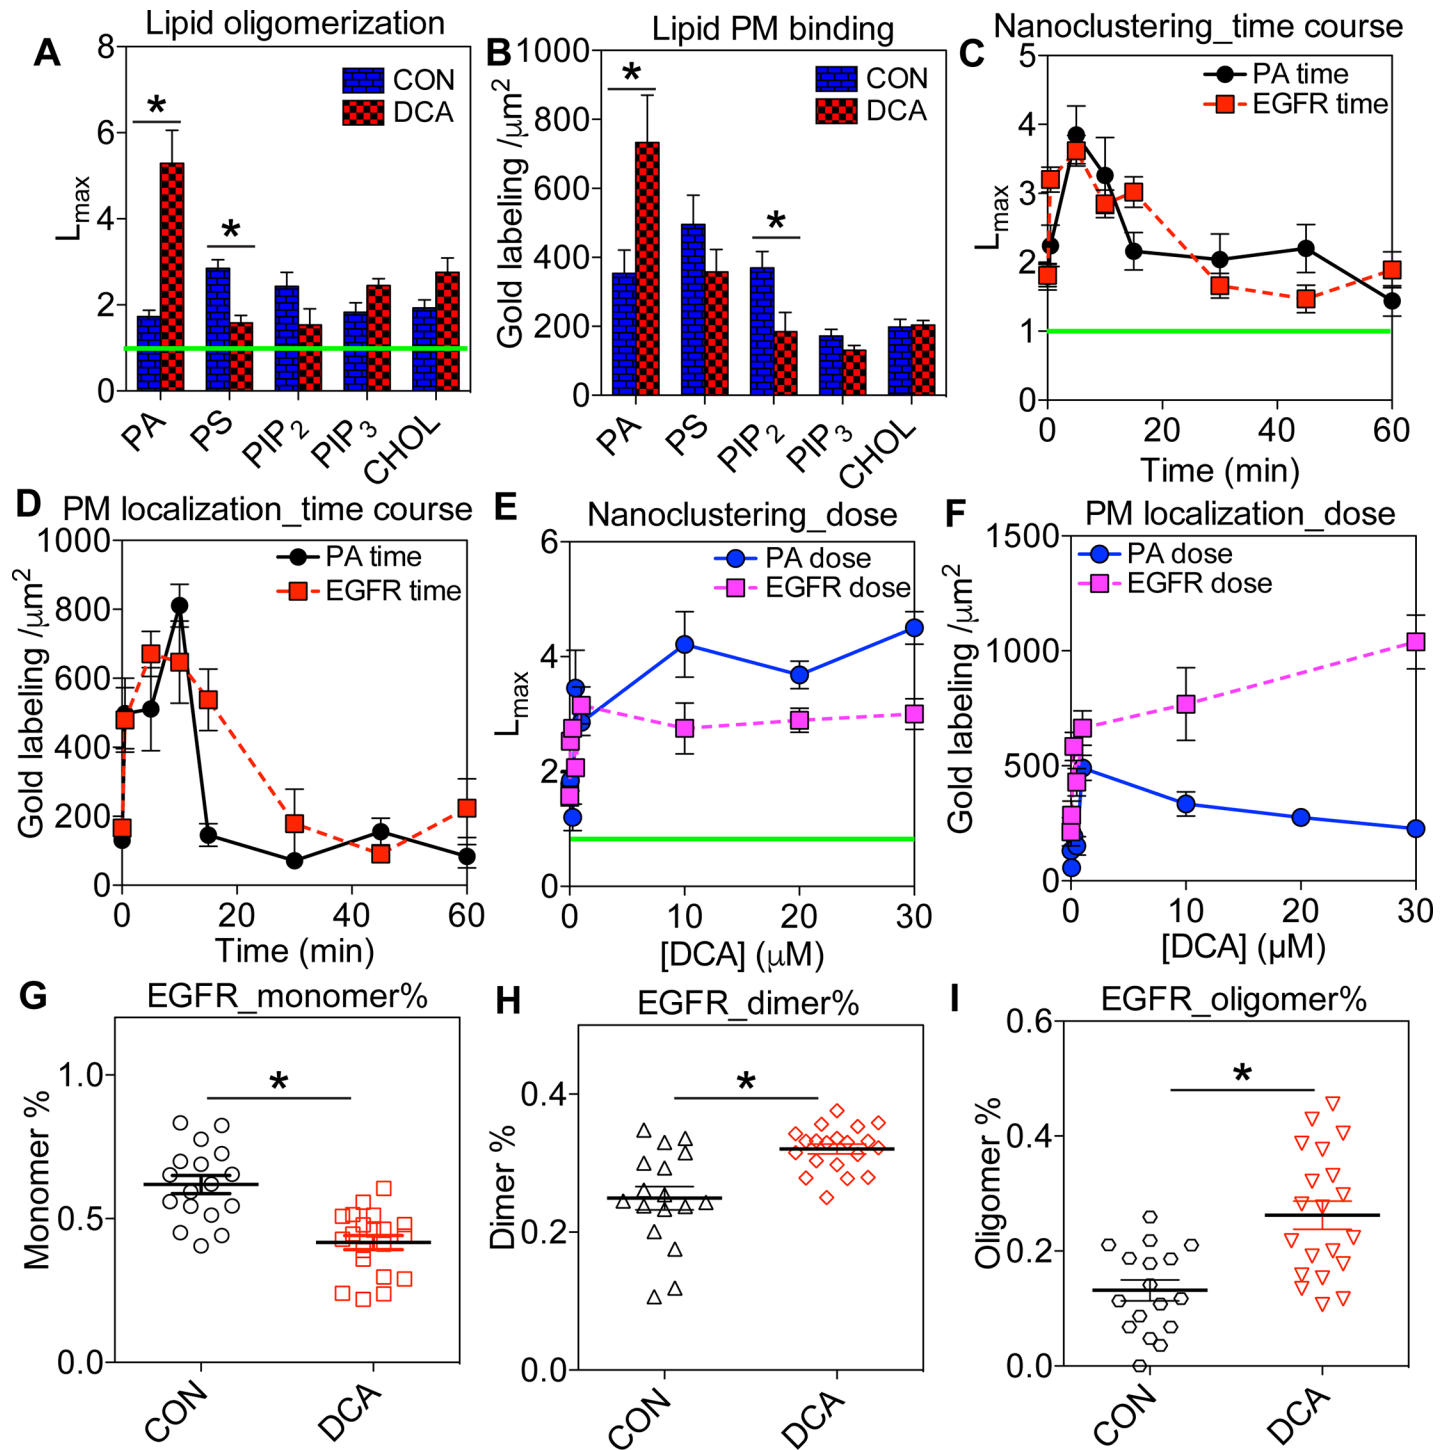 A
Lipid oligomerization
8
6
4
2
0
Lmax
CON
DCA
*
*
PA
PS
PIP2
PIP3
CHOL
B
Lipid PM binding
1000
800
600
400
200
0
Gold labeling /μm2
CON
DCA
*
*
PA
PS
PIP2
PIP3
CHOL
C
Nanoclustering_time course
5
4
3
2
1
0
Lmax
PA time
EGFR time
0 20 40 60
Time (min)
D
PM localization_time course
1000
800
600
400
200
0
Gold labeling /μm2
PA time
EGFR time
0 20 40 60
Time (min)
E
Nanoclustering_dose
6
4
2
0
Lmax
PA dose
EGFR dose
0 10 20 30
[DCA] (μM)
F
PM localization_dose
1500
1000
500
0
Gold labeling /μm2
PA dose
EGFR dose
0 10 20 30
[DCA] (μM)
G
EGFR_monomer%
1.0
0.5
0.0
Monomer %
*
CON
DCA
H
EGFR_dimer%
0.4
0.2
0.0
Dimer %
*
CON
DCA
I
EGFR_oligomer%
0.6
0.4
0.2
0.0
Oligomer %
*
CON
DCA